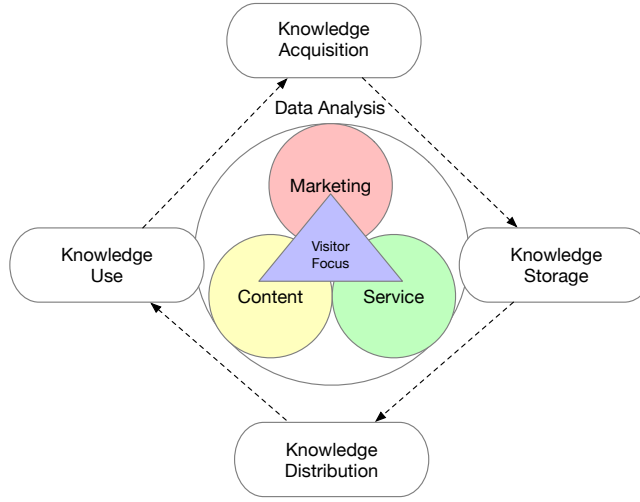 Knowledge
Acquisition
Data Analysis
Marketing
Knowledge
Use
Visitor
Focus
Knowledge
Storage
Content
Service
Knowledge
Distribution